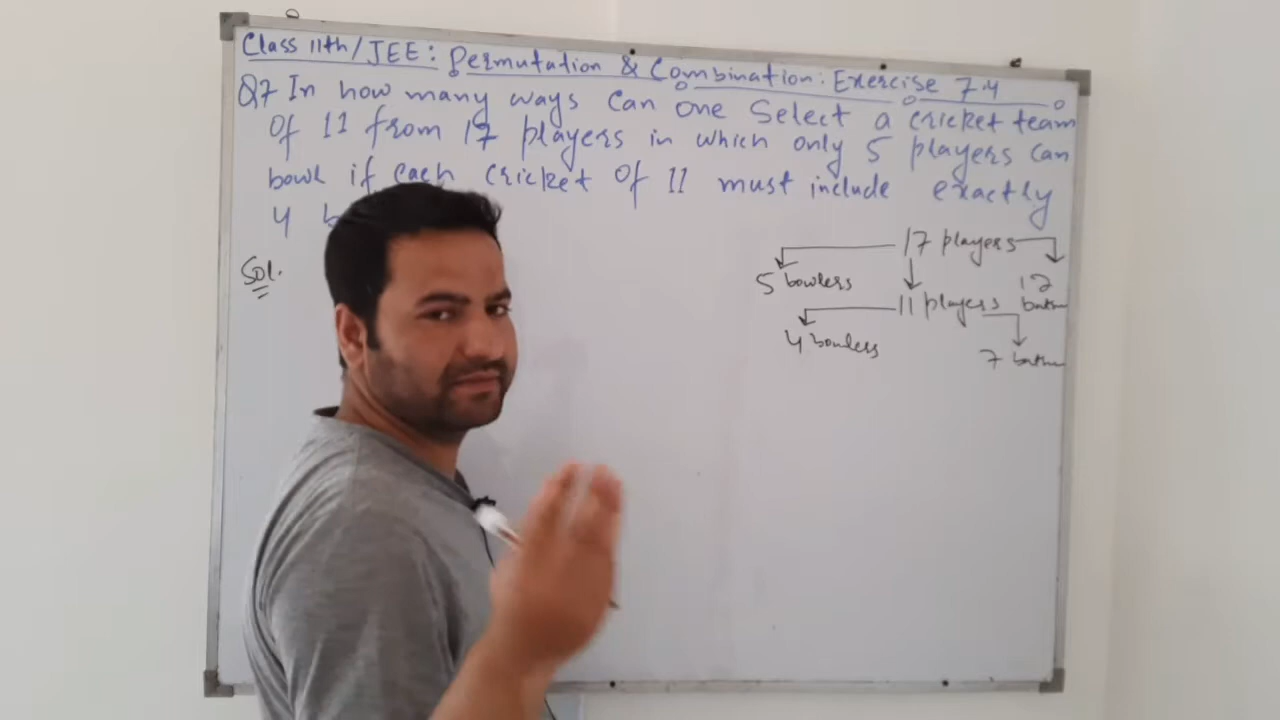 Class 11th/JEE: Permutation & Combination: Exercise 7.4
Q7 In how many ways can one Select a cricket team
Of 11 from 17 players in which only 5 players can
bowl if each cricket Of 11 must include exactly
4
Sol.
17 players
5 bowlers
12
11 players
4 bowlers
7